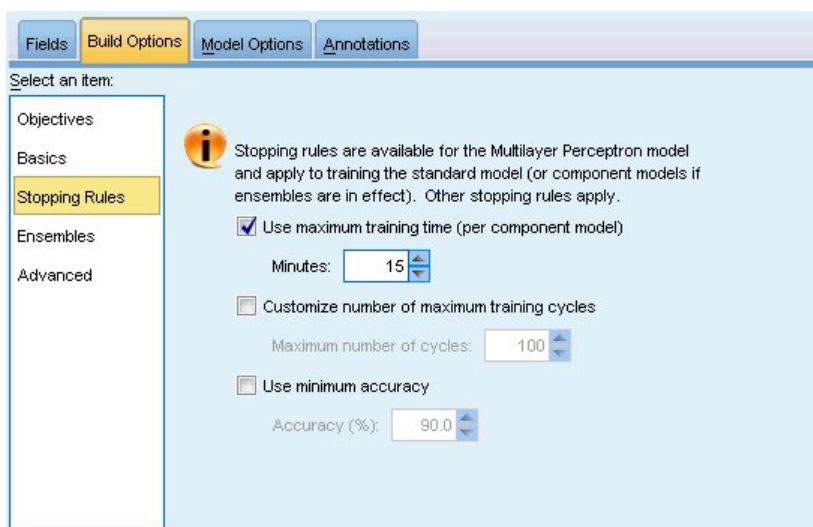 Fields Build Options Model Options Annotations
Select an item:
Objectives
Basics
Stopping Rules
Ensembles
Advanced
Stopping rules are available for the Multilayer Perceptron model
and apply to training the standard model (or component models if
ensembles are in effect). Other stopping rules apply.
Use maximum training time (per component model)
Minutes: 15
Customize number of maximum training cycles
Maximum number of cycles: 100
Use minimum accuracy
Accuracy (%): 90.0